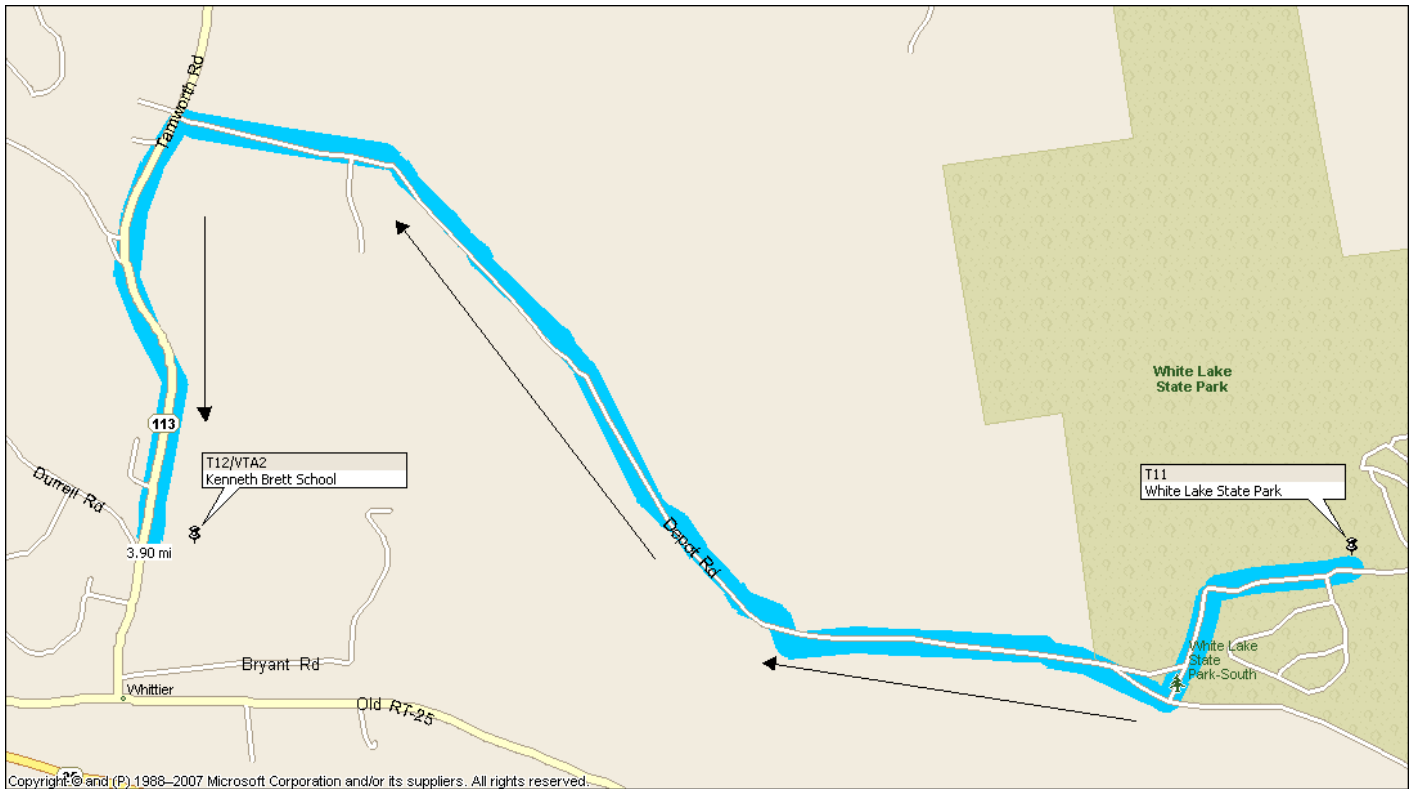 Tamworth Rd
White Lake
State Park
113
T12/VTA2
Kenneth Brett School
T11
White Lake State Park
Durrell Rd
Depot Rd
3.90 mi
White Lake
State
Park-South
Bryant Rd
Whittier
Old RT-25
25
Copyright © and (P) 1988–2007 Microsoft Corporation and/or its suppliers. All rights reserved.